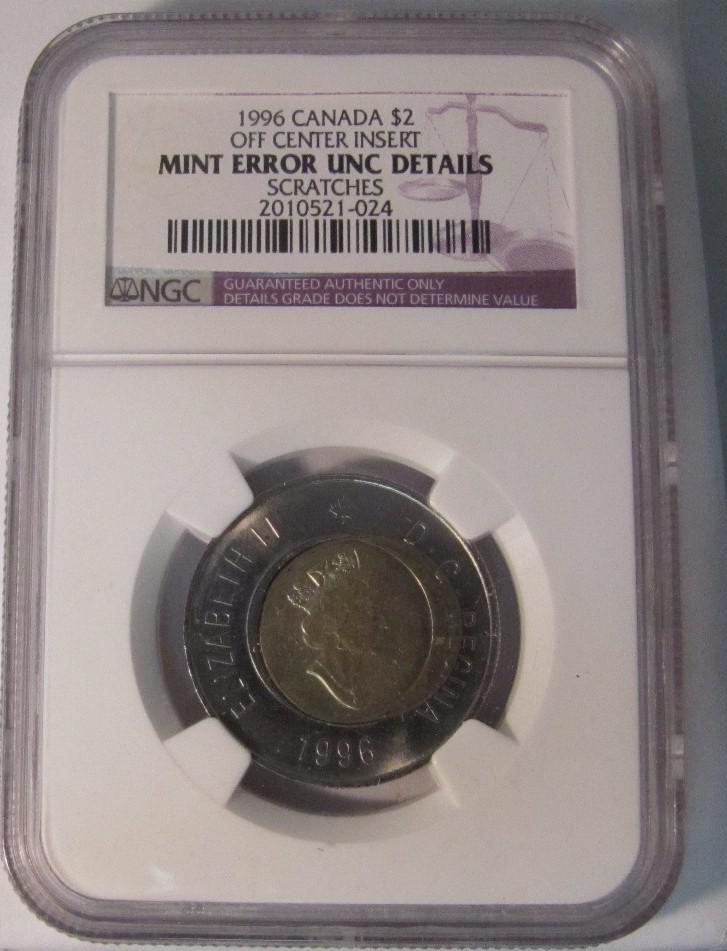 1996 CANADA $2
OFF CENTER INSERT
MINT ERROR UNC DETAILS
SCRATCHES
2010521-024
NGC
GUARANTEED AUTHENTIC ONLY
DETAILS GRADE DOES NOT DETERMINE VALUE
ELIZABETH II D·G·REGINA
1996